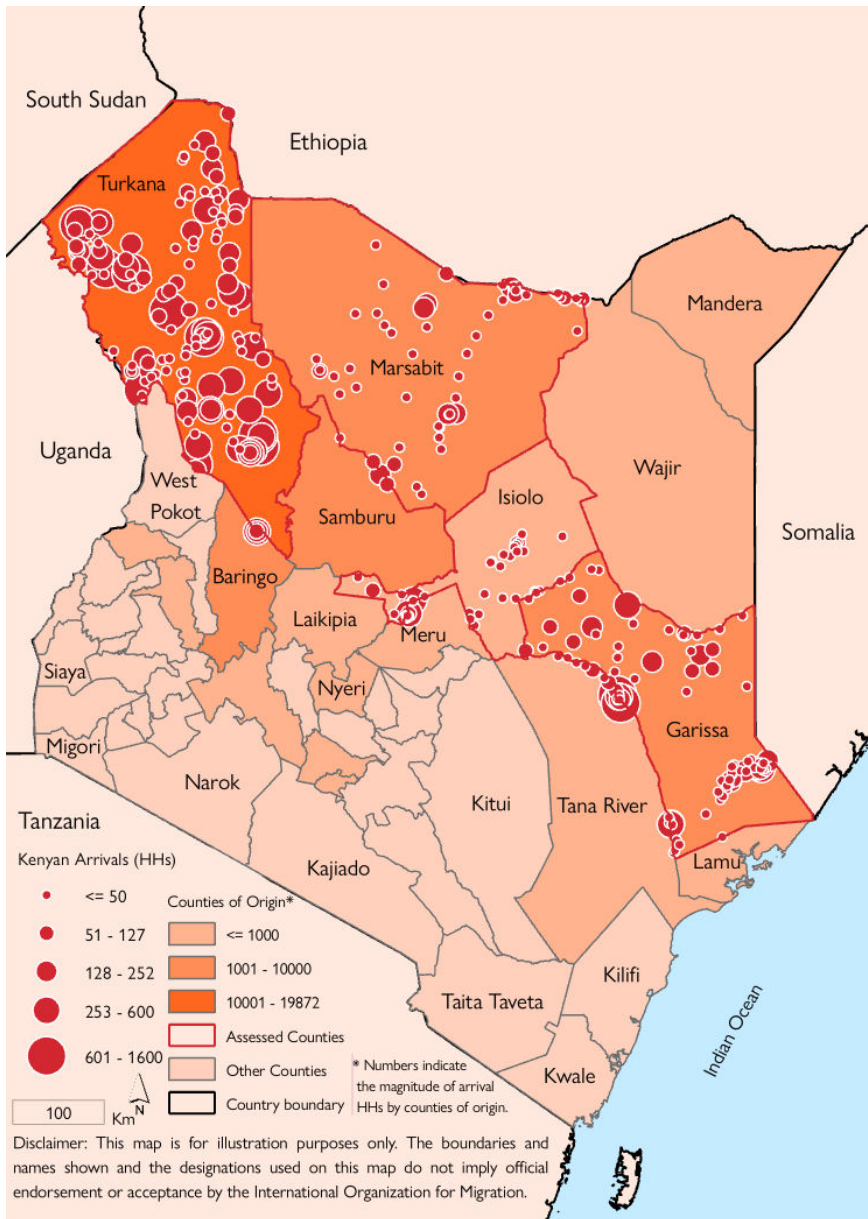 South Sudan
Ethiopia
Turkana
Mandera
Marsabit
Uganda
Wajir
West
Pokot
Isiolo
Samburu
Somalia
Baringo
Laikipia
Meru
Siaya
Nyeri
Garissa
Migori
Narok
Kitui
Tana River
Tanzania
Kajiado
Lamu
Kenyan Arrivals (HHs)
<= 50
51 - 127
128 - 252
253 - 600
601 - 1600
Counties of Origin*
<= 1000
1001 - 10000
10001 - 19872
Assessed Counties
Other Counties
Country boundary
* Numbers indicate
the magnitude of arrival
HHs by counties of origin.
Kilifi
Taita Taveta
Kwale
Indian Ocean
100
Km
N
Disclaimer: This map is for illustration purposes only. The boundaries and
names shown and the designations used on this map do not imply official
endorsement or acceptance by the International Organization for Migration.